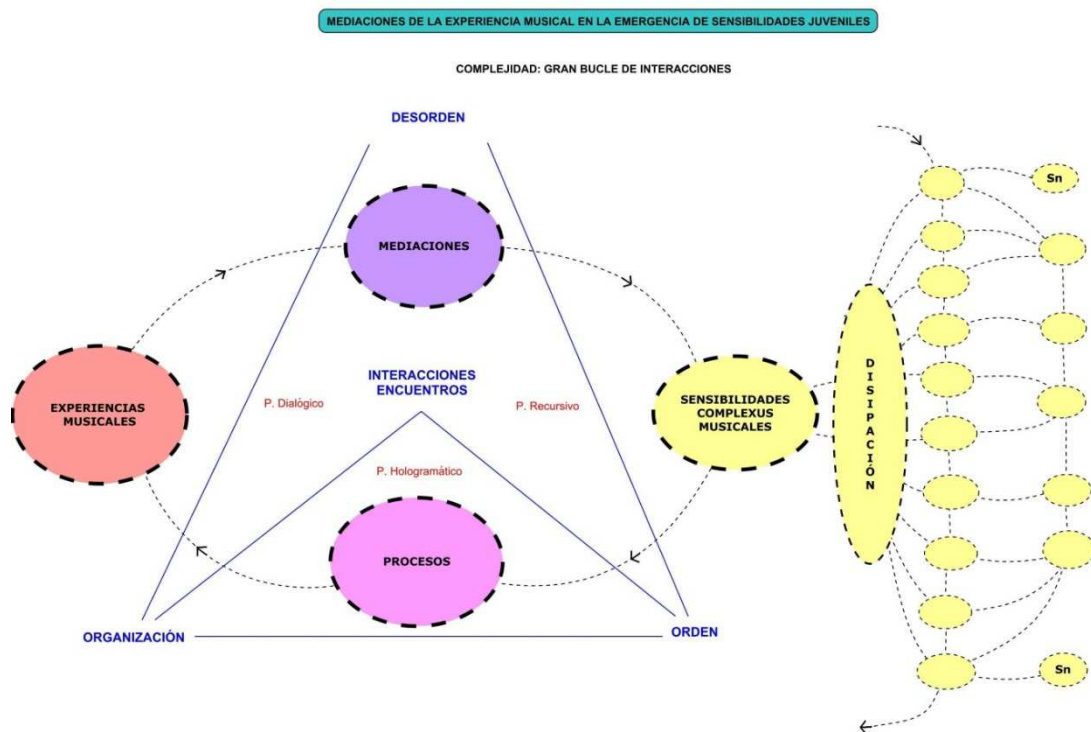 MEDIACIONES DE LA EXPERIENCIA MUSICAL EN LA EMERGENCIA DE SENSIBILIDADES JUVENILES
COMPLEJIDAD: GRAN BUCLE DE INTERACCIONES
DESORDEN
MEDIACIONES
INTERACCIONES
ENCUENTROS
EXPERIENCIAS
MUSICALES
P. Dialógico
P. Recursivo
SENSIBILIDADES
COMPLEXUS
MUSICALES
P. Hologramático
PROCESOS
ORGANIZACIÓN
ORDEN
DISIPACIÓN
Sn
Sn